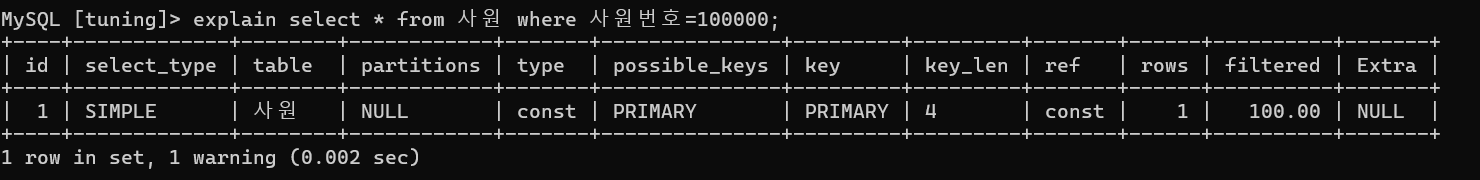 MySQL [tuning]> explain select * from 사원 where 사원번호=100000;
+----+-------------+--------+------------+-------+---------------+---------+---------+-------+------+----------+-------+
| id | select_type | table  | partitions | type  | possible_keys | key     | key_len | ref   | rows | filtered | Extra |
+----+-------------+--------+------------+-------+---------------+---------+---------+-------+------+----------+-------+
|  1 | SIMPLE      | 사원   | NULL       | const | PRIMARY       | PRIMARY | 4       | const |    1 |   100.00 | NULL  |
+----+-------------+--------+------------+-------+---------------+---------+---------+-------+------+----------+-------+
1 row in set, 1 warning (0.002 sec)